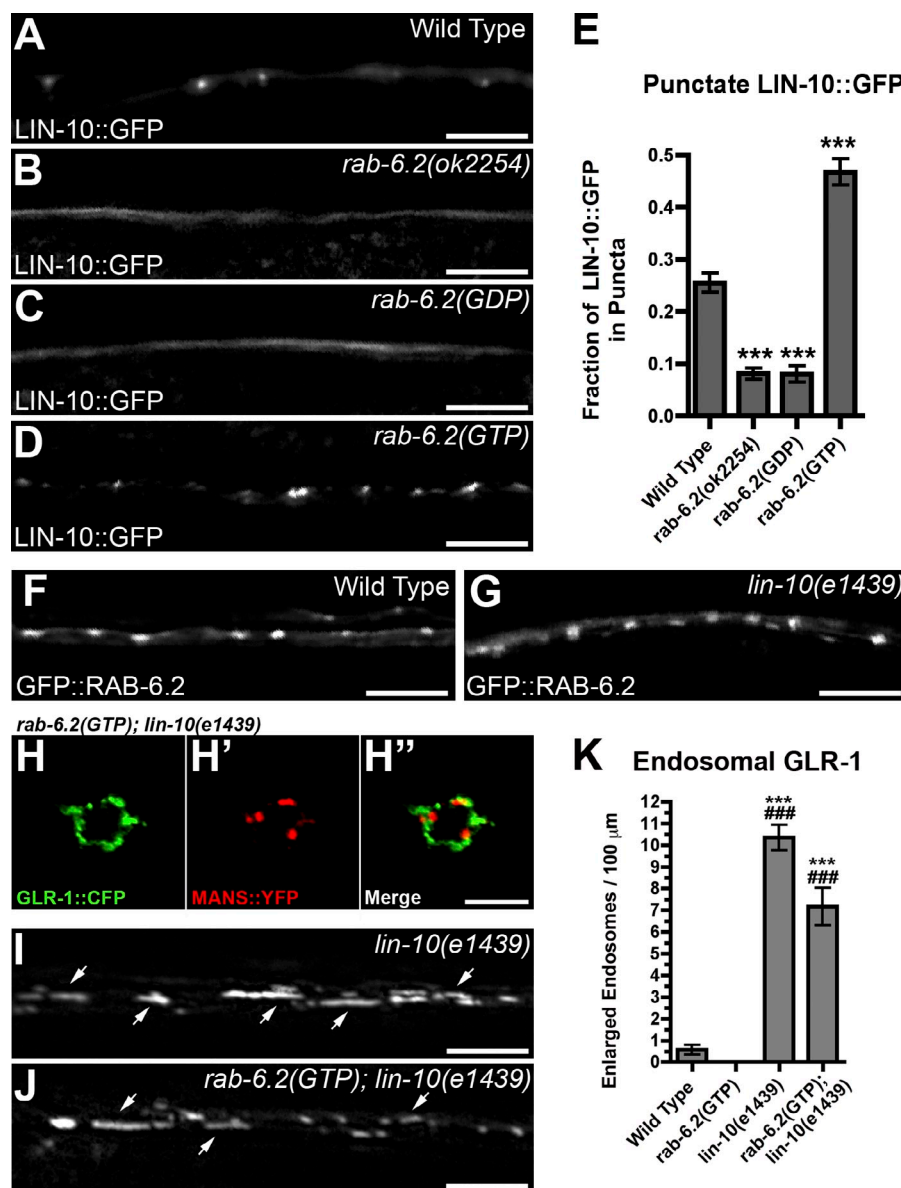 A
Wild Type
LIN-10::GFP
B
rab-6.2(ok2254)
LIN-10::GFP
C
rab-6.2(GDP)
LIN-10::GFP
D
rab-6.2(GTP)
LIN-10::GFP
E
Punctate LIN-10::GFP
Fraction of LIN-10::GFP
in Puncta
0.5
0.4
0.3
0.2
0.1
0.0
***
***
***
Wild Type
rab-6.2(ok2254)
rab-6.2(GDP)
rab-6.2(GTP)
F
Wild Type
GFP::RAB-6.2
G
lin-10(e1439)
GFP::RAB-6.2
rab-6.2(GTP); lin-10(e1439)
H
GLR-1::CFP
H'
MANS::YFP
H"
Merge
I
lin-10(e1439)
J
rab-6.2(GTP); lin-10(e1439)
K
Endosomal GLR-1
Enlarged Endosomes / 100 µm
12
11
10
9
8
7
6
5
4
3
2
1
0
***
###
***
###
Wild Type
rab-6.2(GTP)
lin-10(e1439)
rab-6.2(GTP);
lin-10(e1439)